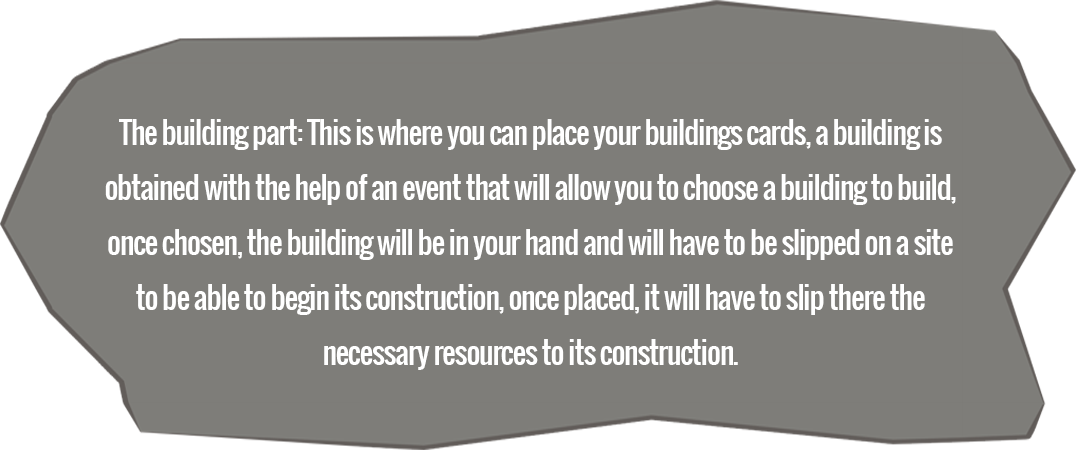 The building part: This is where you can place your buildings cards, a building is
obtained with the help of an event that will allow you to choose a building to build,
once chosen, the building will be in your hand and will have to be slipped on a site
to be able to begin its construction, once placed, it will have to slip there the
necessary resources to its construction.